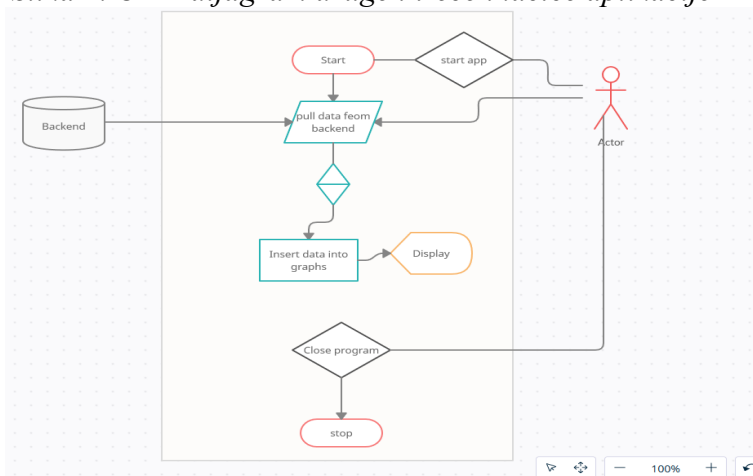 Start
start app
pull data feom
backend
Backend
Actor
Insert data into
graphs
Display
Close program
stop
100%